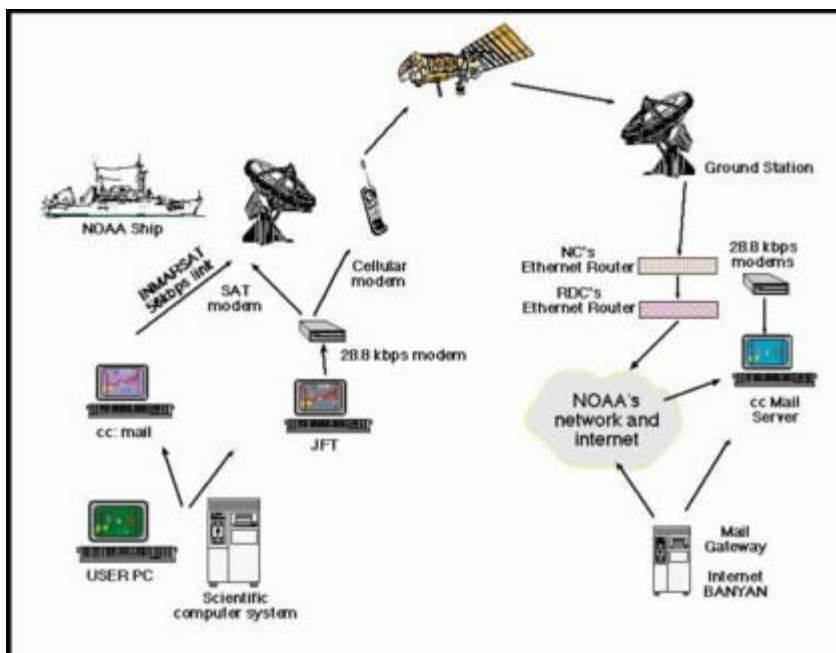 NOAA Ship
INMARSAT
56kbps link
SAT
modem
Cellular
modem
28.8 kbps modem
cc: mail
JFT
USER PC
Scientific
computer system
Ground Station
NC's
Ethernet Router
RDC's
Ethernet Router
28.8 kbps
modems
NOAA's
network and
internet
cc Mail
Server
Mail
Gateway
Internet
BANYAN